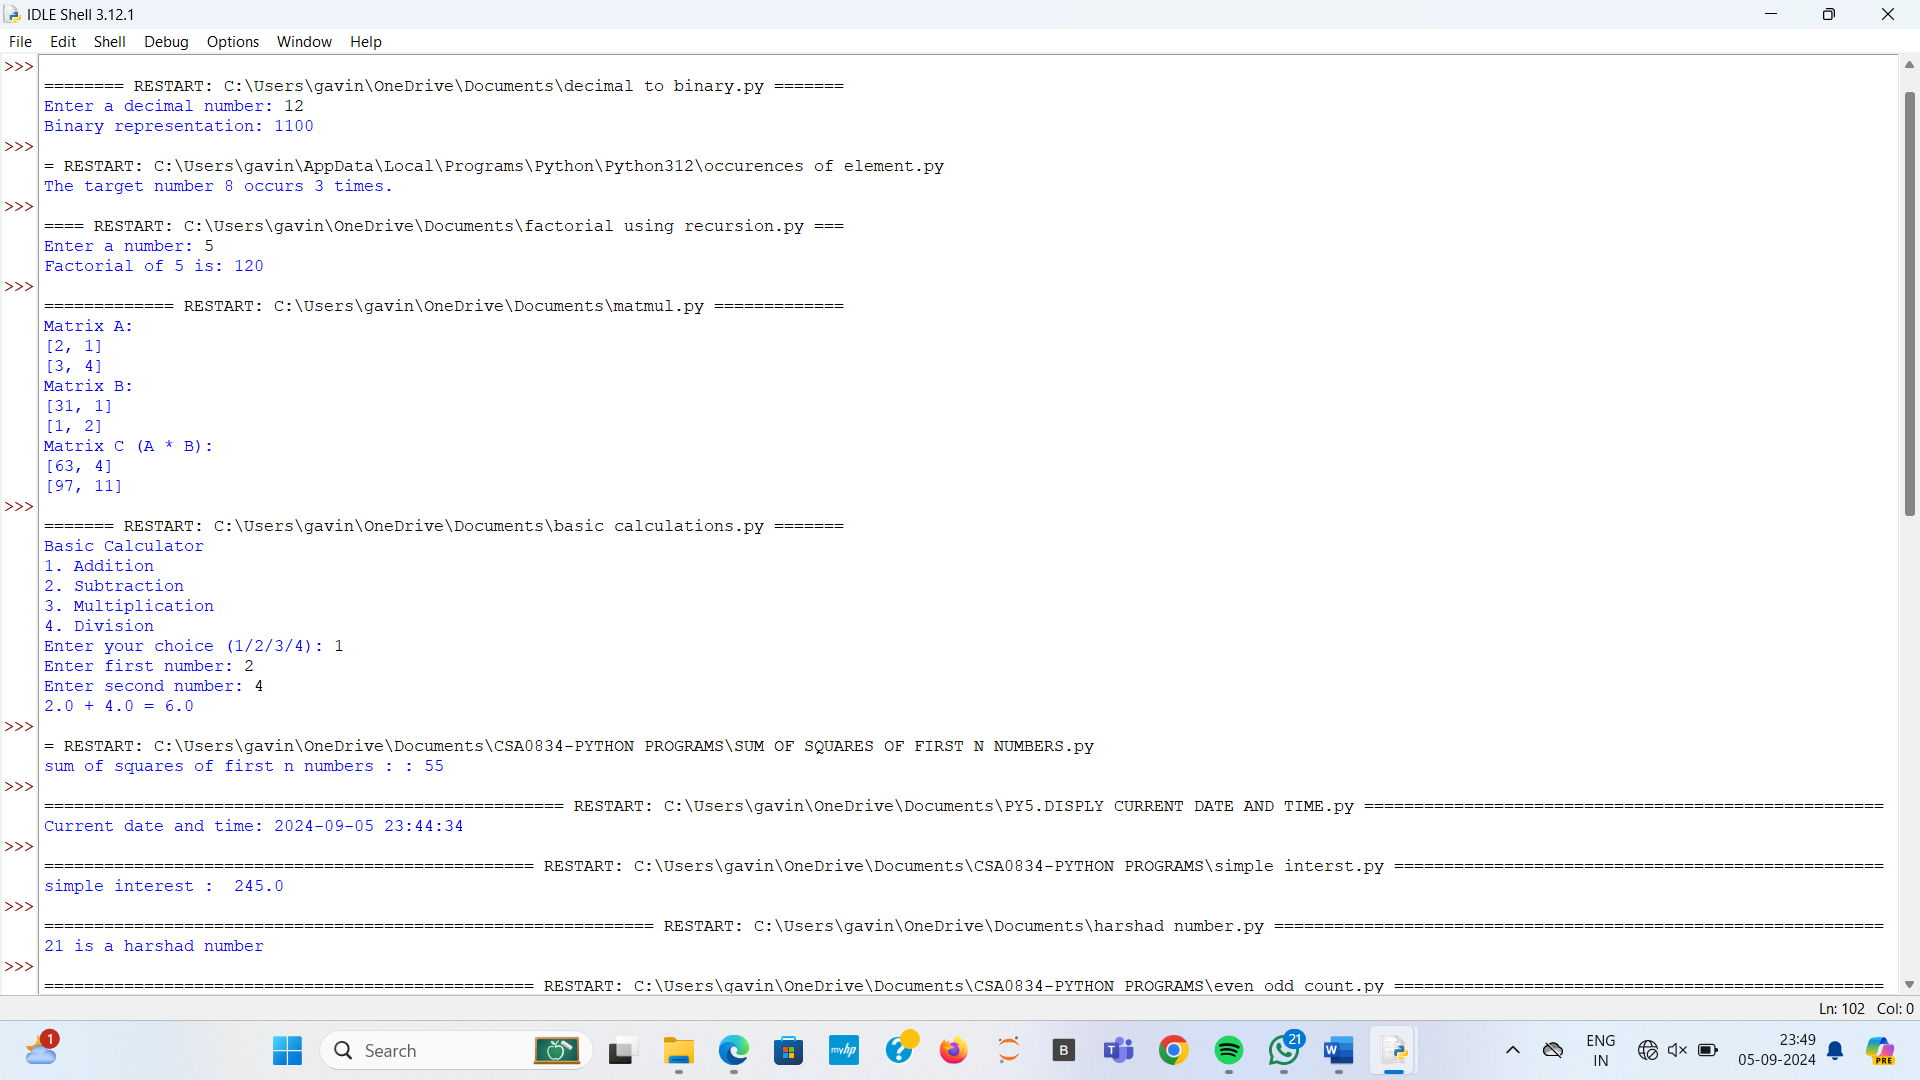 IDLE Shell 3.12.1
File Edit Shell Debug Options Window Help
>>>
======== RESTART: C:\Users\gavin\OneDrive\Documents\decimal to binary.py =======
Enter a decimal number: 12
Binary representation: 1100
>>>
= RESTART: C:\Users\gavin\AppData\Local\Programs\Python\Python312\occurences of element.py
The target number 8 occurs 3 times.
>>>
==== RESTART: C:\Users\gavin\OneDrive\Documents\factorial using recursion.py ===
Enter a number: 5
Factorial of 5 is: 120
>>>
============= RESTART: C:\Users\gavin\OneDrive\Documents\matmul.py =============
Matrix A:
[2, 1]
[3, 4]
Matrix B:
[31, 1]
[1, 2]
Matrix C (A * B):
[63, 4]
[97, 11]
>>>
======= RESTART: C:\Users\gavin\OneDrive\Documents\basic calculations.py =======
Basic Calculator
1. Addition
2. Subtraction
3. Multiplication
4. Division
Enter your choice (1/2/3/4): 1
Enter first number: 2
Enter second number: 4
2.0 + 4.0 = 6.0
>>>
= RESTART: C:\Users\gavin\OneDrive\Documents\CSA0834-PYTHON PROGRAMS\SUM OF SQUARES OF FIRST N NUMBERS.py
sum of squares of first n numbers : : 55
>>>
==================================================== RESTART: C:\Users\gavin\OneDrive\Documents\PY5.DISPLY CURRENT DATE AND TIME.py ====================================================
Current date and time: 2024-09-05 23:44:34
>>>
================================================= RESTART: C:\Users\gavin\OneDrive\Documents\CSA0834-PYTHON PROGRAMS\simple interst.py =================================================
simple interest :  245.0
>>>
============================================================= RESTART: C:\Users\gavin\OneDrive\Documents\harshad number.py =============================================================
21 is a harshad number
>>>
================================================= RESTART: C:\Users\gavin\OneDrive\Documents\CSA0834-PYTHON PROGRAMS\even odd count.py =================================================
Ln: 102 Col: 0
1
Search
myhp
B
21
ENG
IN
23:49
05-09-2024
PRE